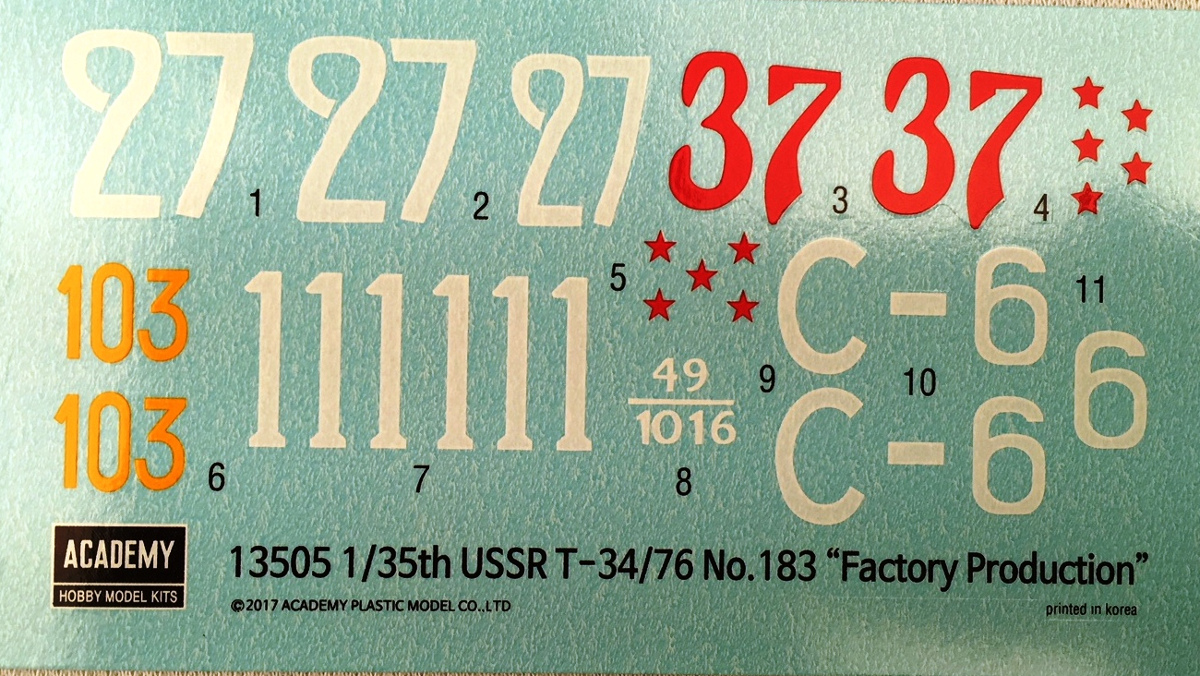 27 1 27 2 27 37 3 37 4
103 111111 5 C-6 11
49
1016
9 10 6
103 6 7 8 C-6
ACADEMY
HOBBY MODEL KITS
13505 1/35th USSR T-34/76 No.183 “Factory Production”
©2017 ACADEMY PLASTIC MODEL CO.,LTD
printed in korea